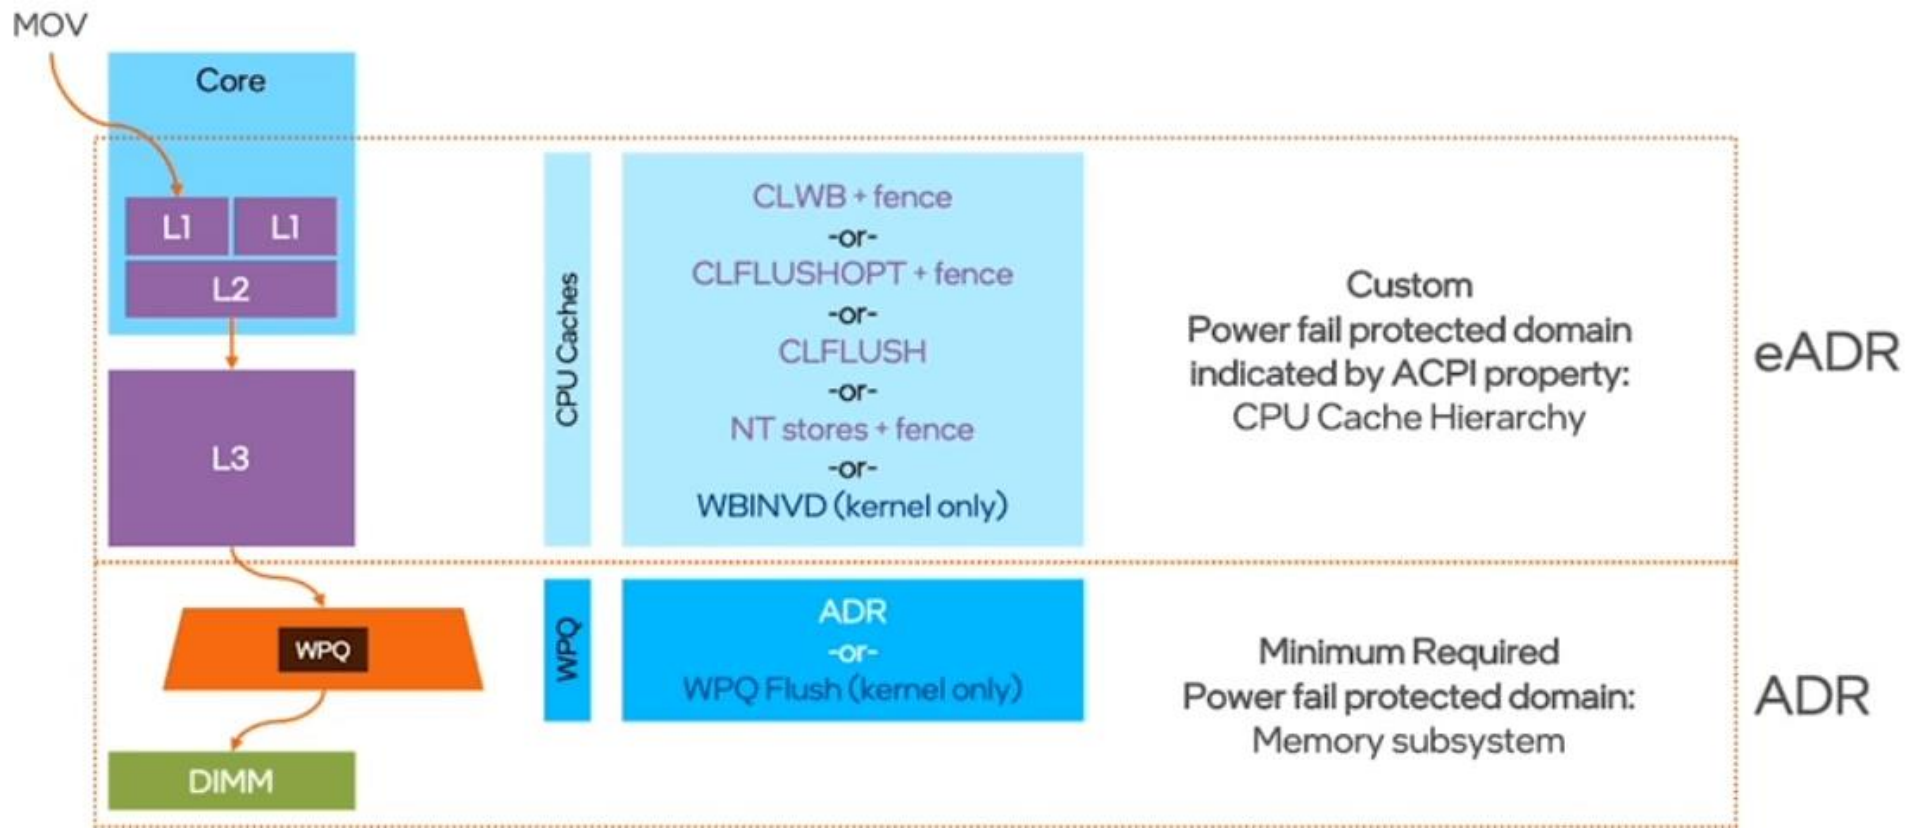 MOV
Core
L1
L1
L2
L3
CPU Caches
CLWB + fence
-or-
CLFLUSHOPT + fence
-or-
CLFLUSH
-or-
NT stores + fence
-or-
WBINVD (kernel only)
Custom
Power fail protected domain
indicated by ACPI property:
CPU Cache Hierarchy
eADR
WPQ
DIMM
WPQ
ADR
-or-
WPQ Flush (kernel only)
Minimum Required
Power fail protected domain:
Memory subsystem
ADR